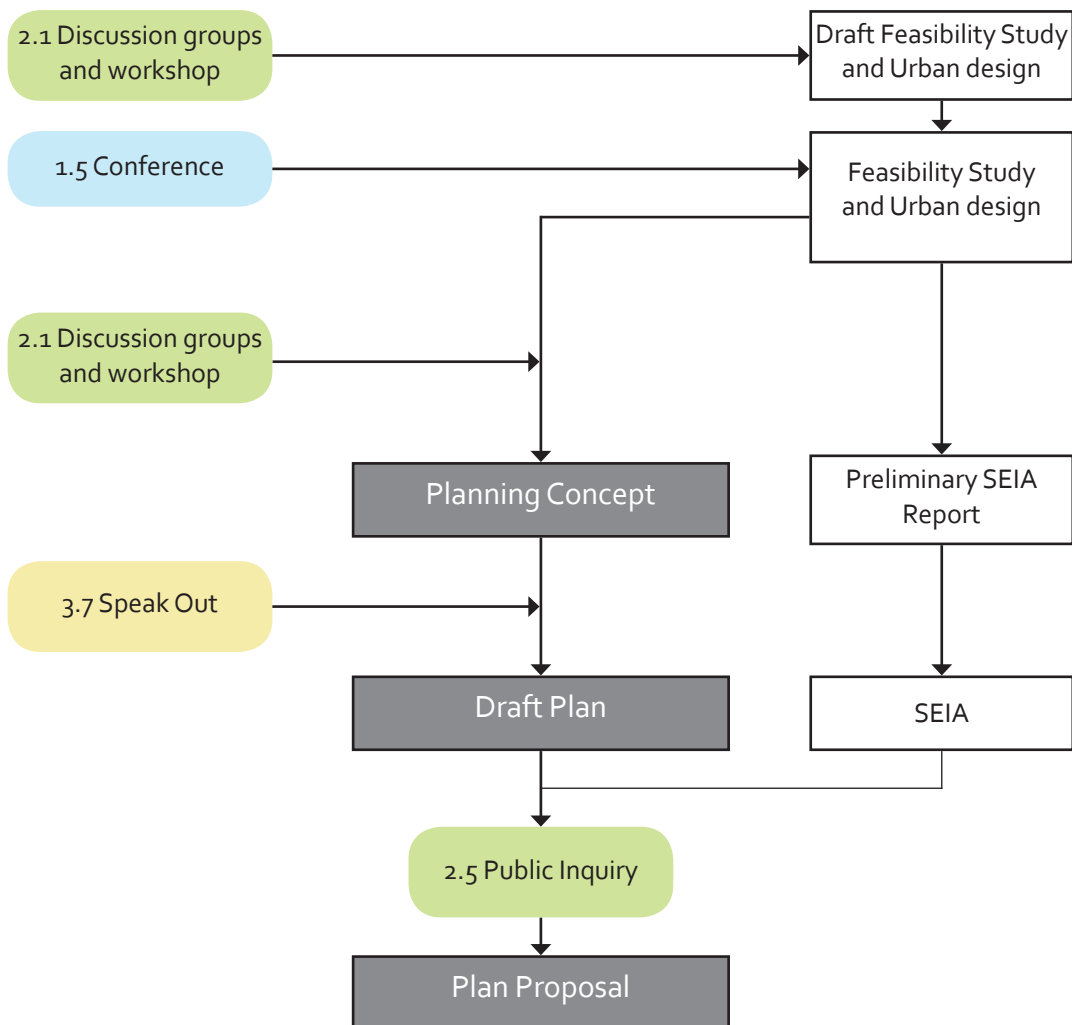 2.1 Discussion groups
and workshop
Draft Feasibility Study
and Urban design
1.5 Conference
Feasibility Study
and Urban design
2.1 Discussion groups
and workshop
Planning Concept
Preliminary SEIA
Report
3.7 Speak Out
Draft Plan
SEIA
2.5 Public Inquiry
Plan Proposal